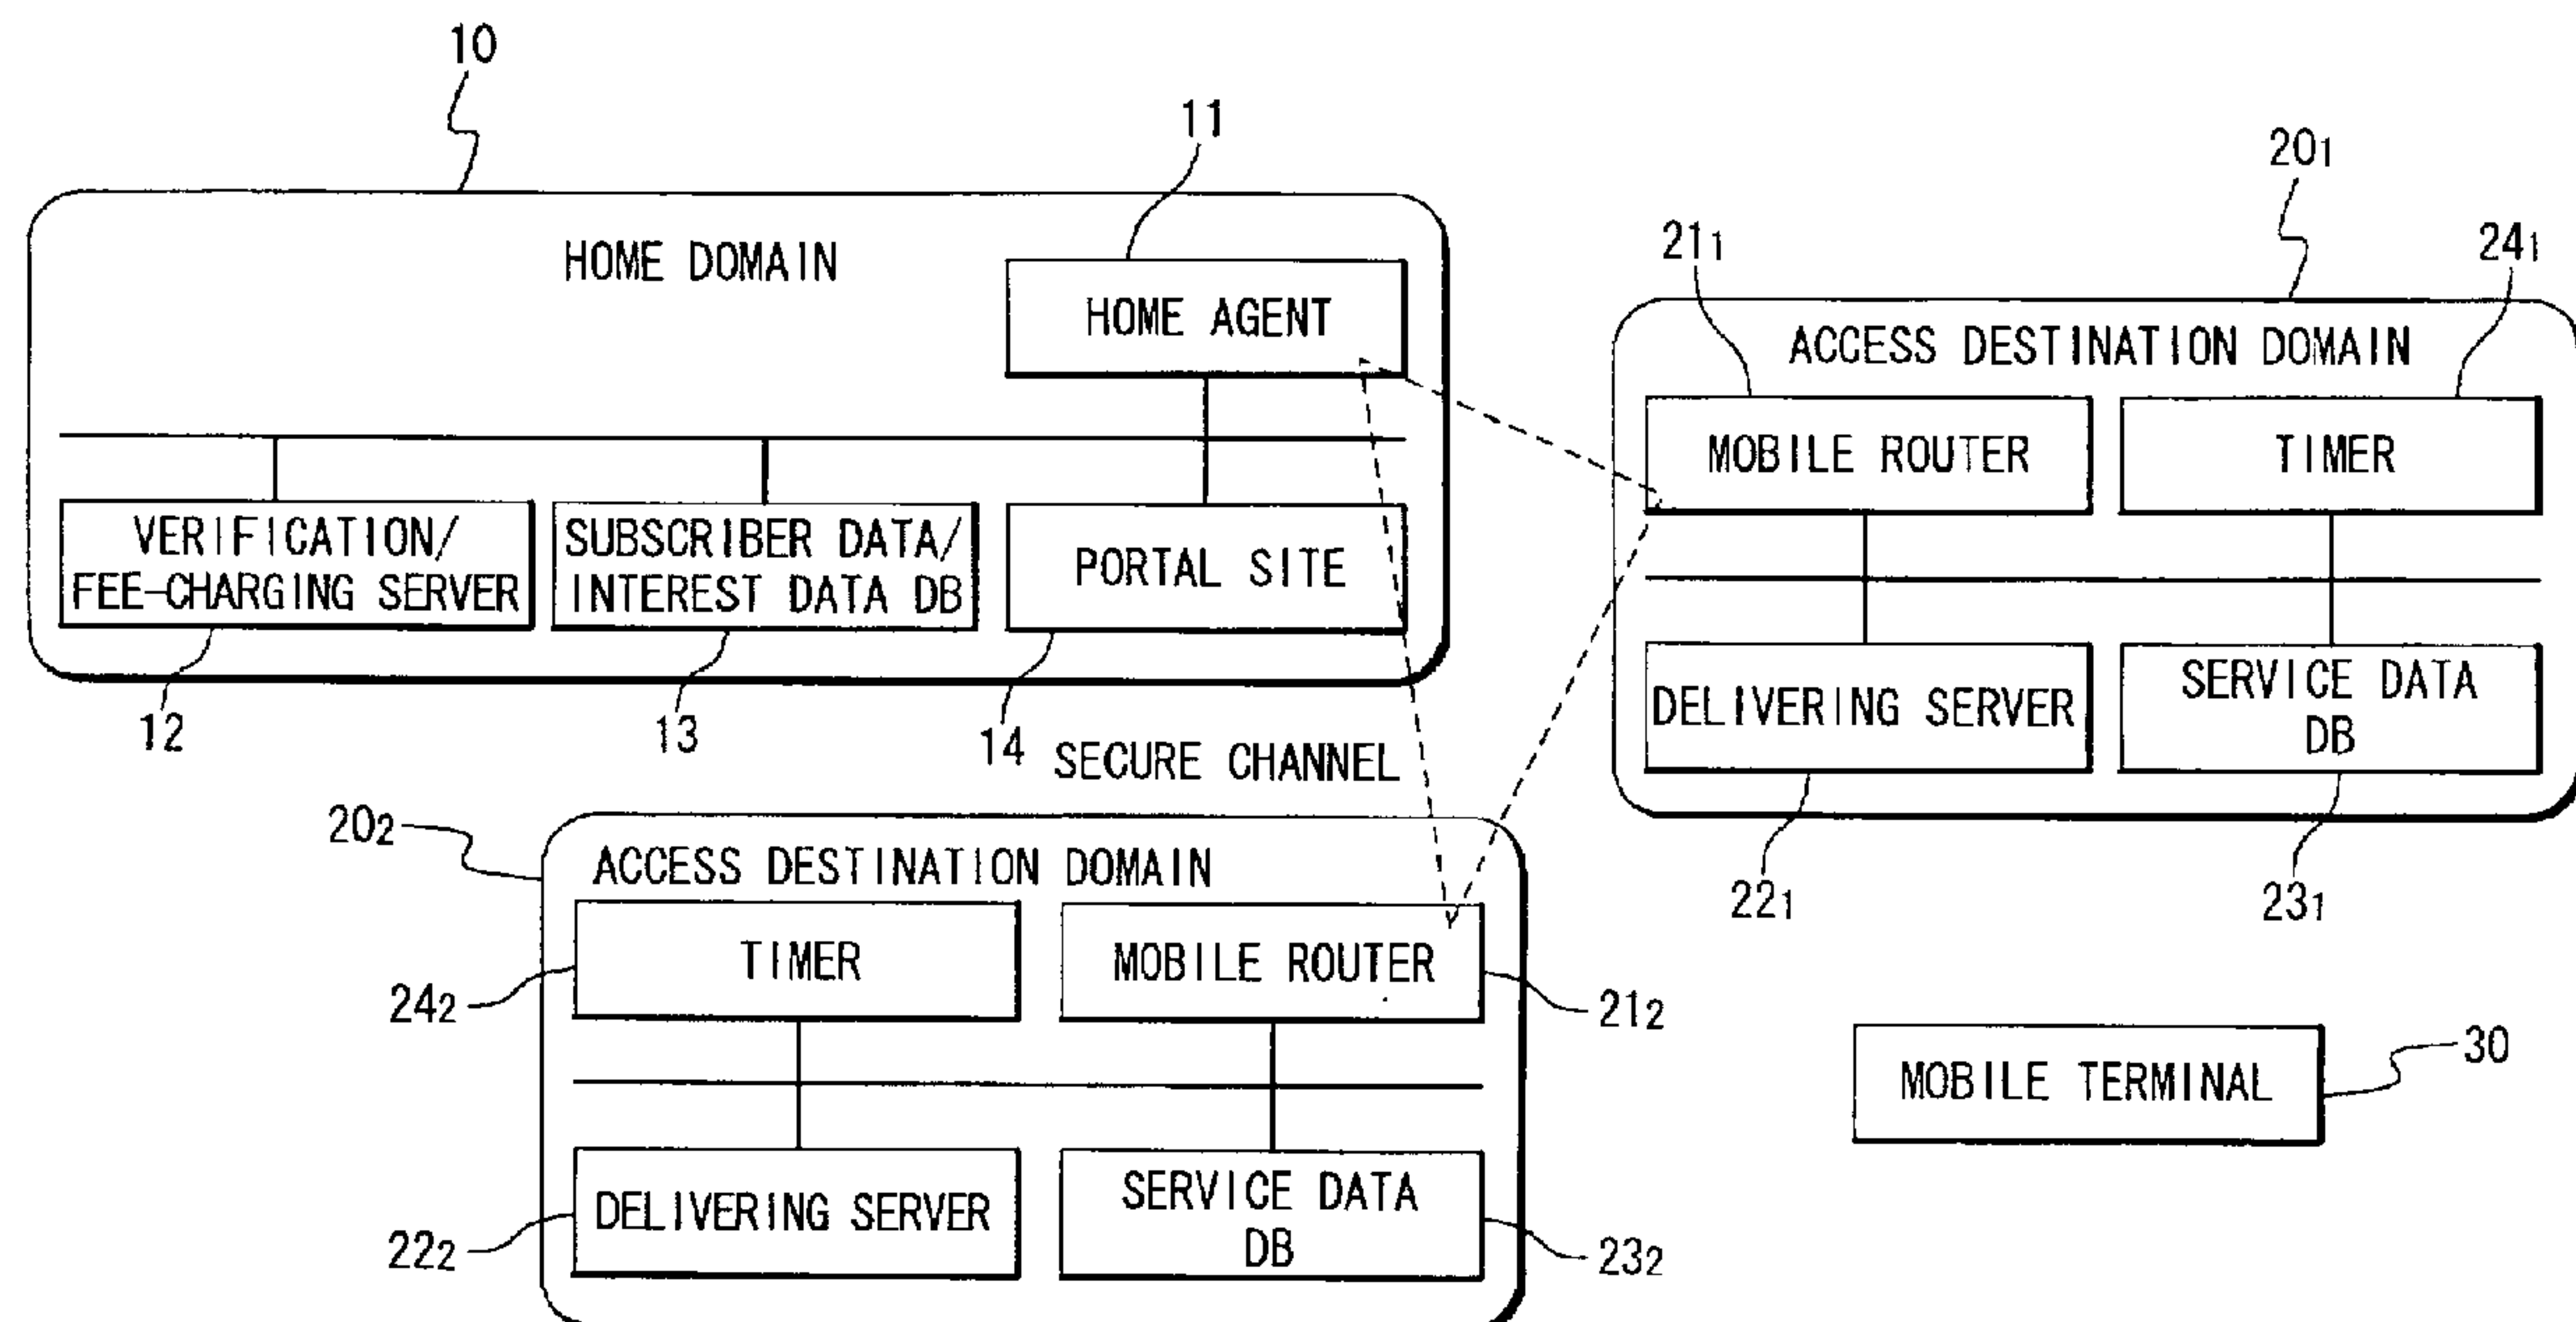 10
11
HOME DOMAIN
HOME AGENT
VERIFICATION/
FEE-CHARGING SERVER
SUBSCRIBER DATA/
INTEREST DATA DB
PORTAL SITE
12
13
14
SECURE CHANNEL
20₁
21₁
24₁
ACCESS DESTINATION DOMAIN
MOBILE ROUTER
TIMER
DELIVERING SERVER
SERVICE DATA
DB
22₁
23₁
20₂
ACCESS DESTINATION DOMAIN
TIMER
MOBILE ROUTER
24₂
21₂
DELIVERING SERVER
SERVICE DATA
DB
22₂
23₂
MOBILE TERMINAL
30